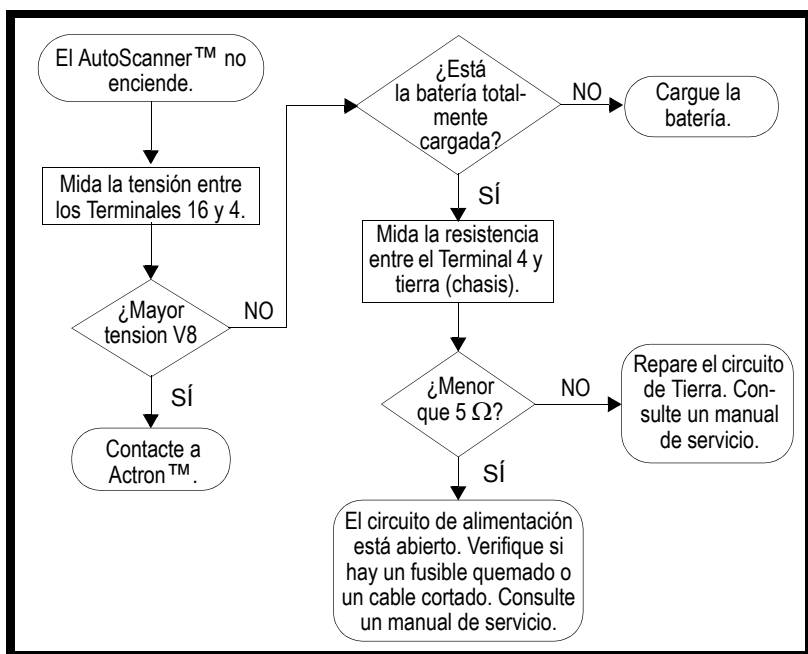 El AutoScanner™ no
enciende.
Mida la tensión entre
los Terminales 16 y 4.
¿Mayor
tension V8
NO
SÍ
Contacte a
Actron™.
¿Está
la batería total-
mente
cargada?
NO
Cargue la
batería.
SÍ
Mida la resistencia
entre el Terminal 4 y
tierra (chasis).
¿Menor
que 5 Ω?
NO
Repare el circuito
de Tierra. Con-
sulte un manual
de servicio.
SÍ
El circuito de alimentación
está abierto. Verifique si
hay un fusible quemado o
un cable cortado. Consulte
un manual de servicio.